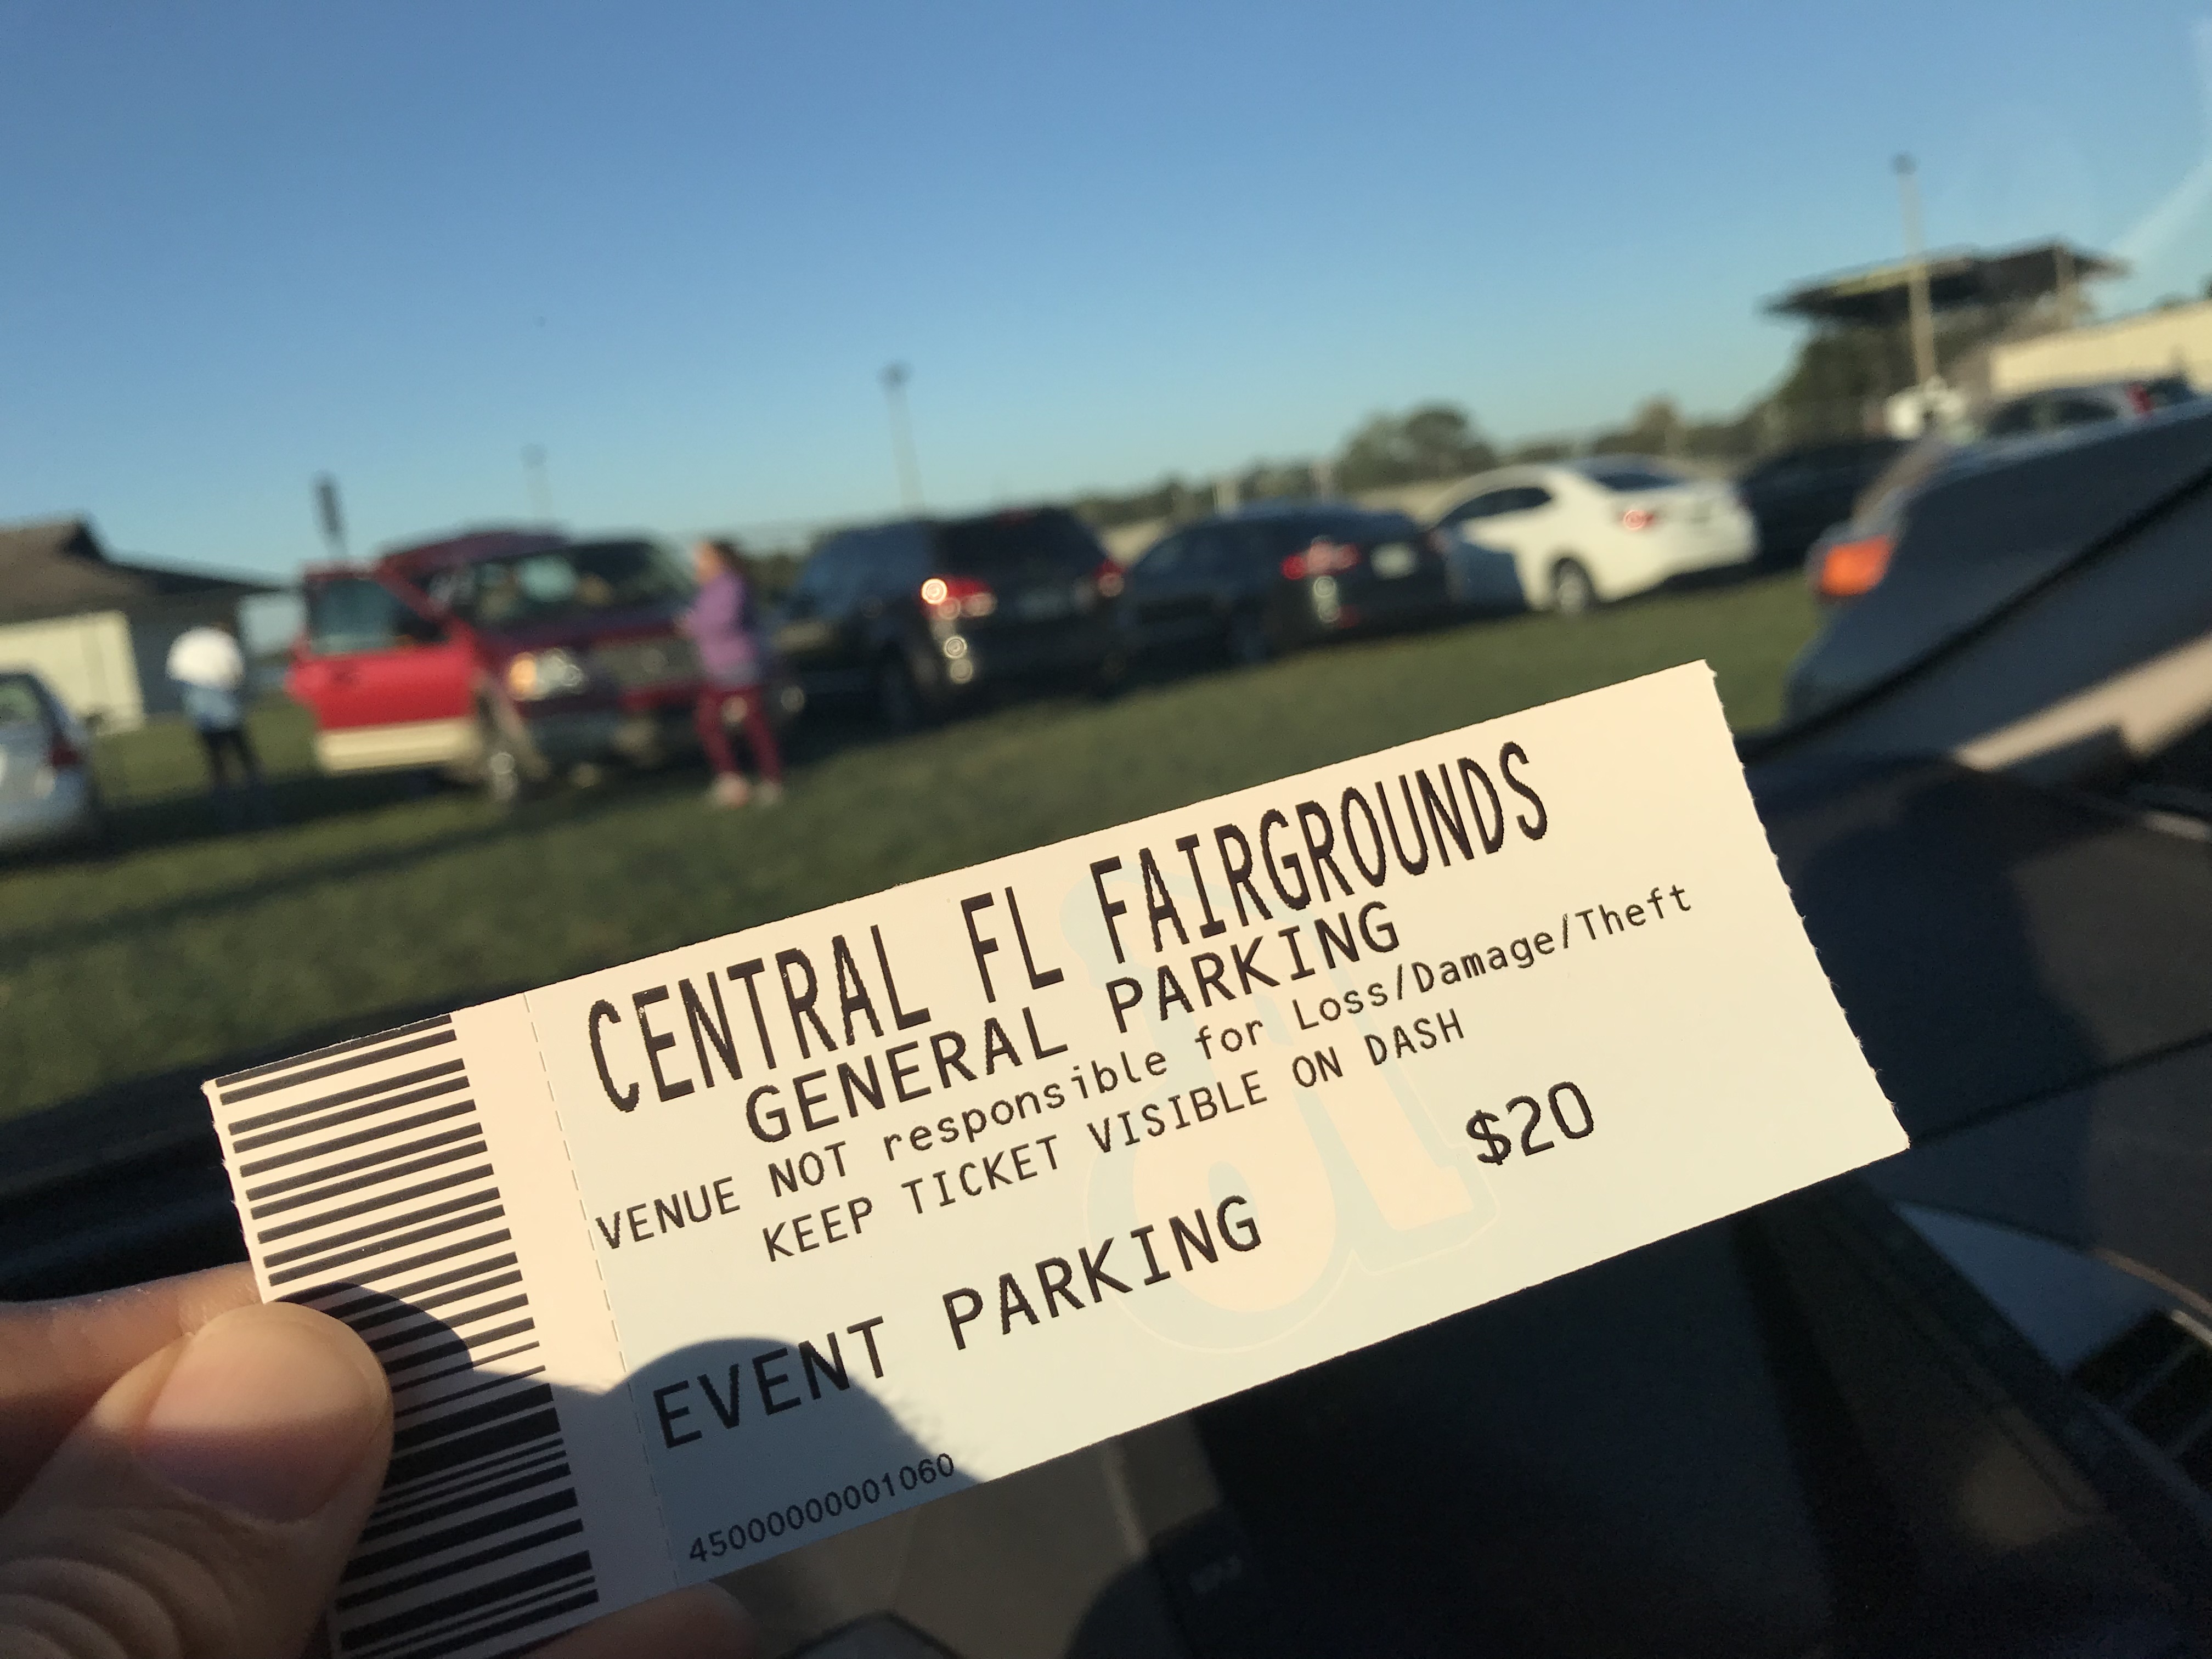 CENTRAL FL FAIRGROUNDS
GENERAL PARKING
VENUE NOT responsible for Loss/Damage/Theft
KEEP TICKET VISIBLE ON DASH
$20
EVENT PARKING
4500000001060